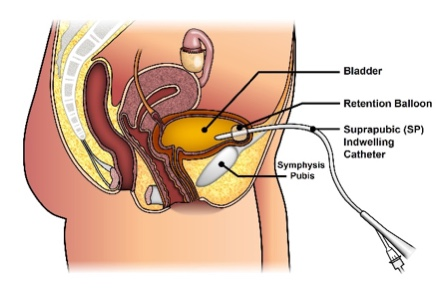 Bladder
Retention Balloon
Suprapubic (SP)
Indwelling
Catheter
Symphysis
Pubis